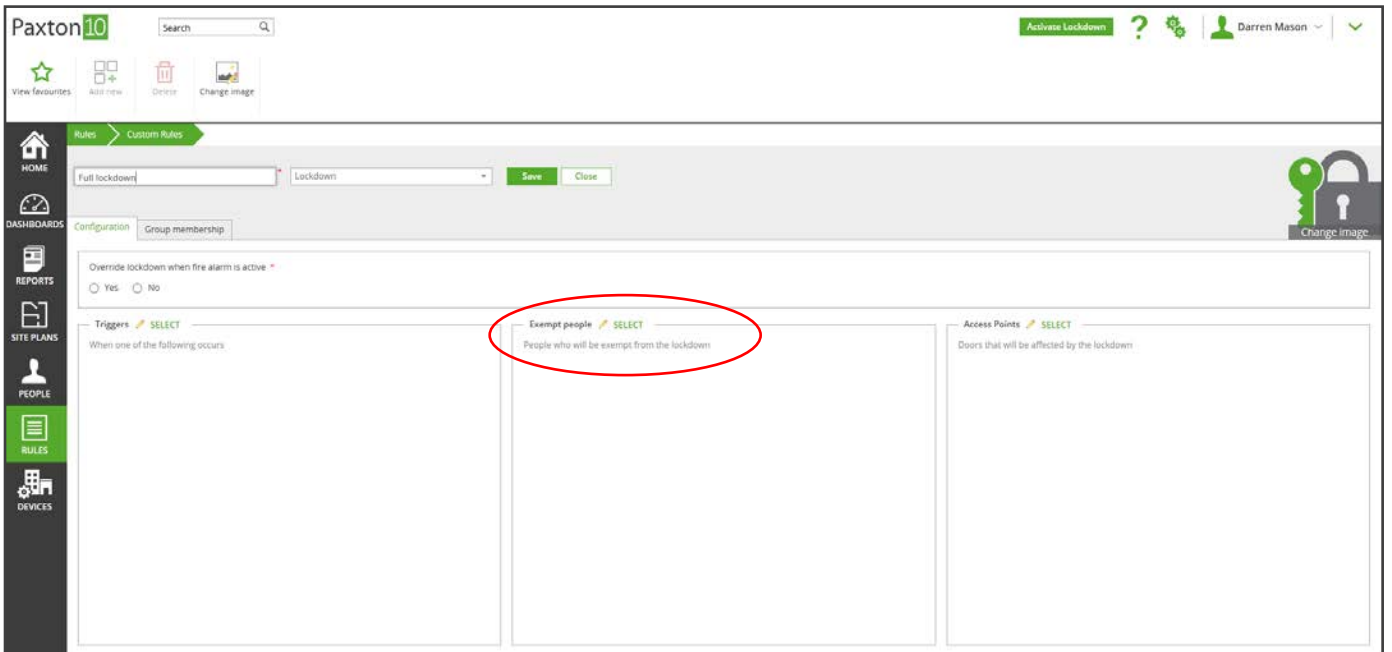 Paxton10
Search
Activate Lockdown
?
Darren Mason
View favourites
Add new
Delete
Change image
HOME
DASHBOARDS
REPORTS
SITE PLANS
PEOPLE
RULES
DEVICES
Rules
Custom Rules
Full lockdown
*
Lockdown
Save
Close
Change image
Configuration
Group membership
Override lockdown when fire alarm is active *
Yes No
Triggers SELECT
When one of the following occurs
Exempt people SELECT
People who will be exempt from the lockdown
Access Points SELECT
Doors that will be affected by the lockdown